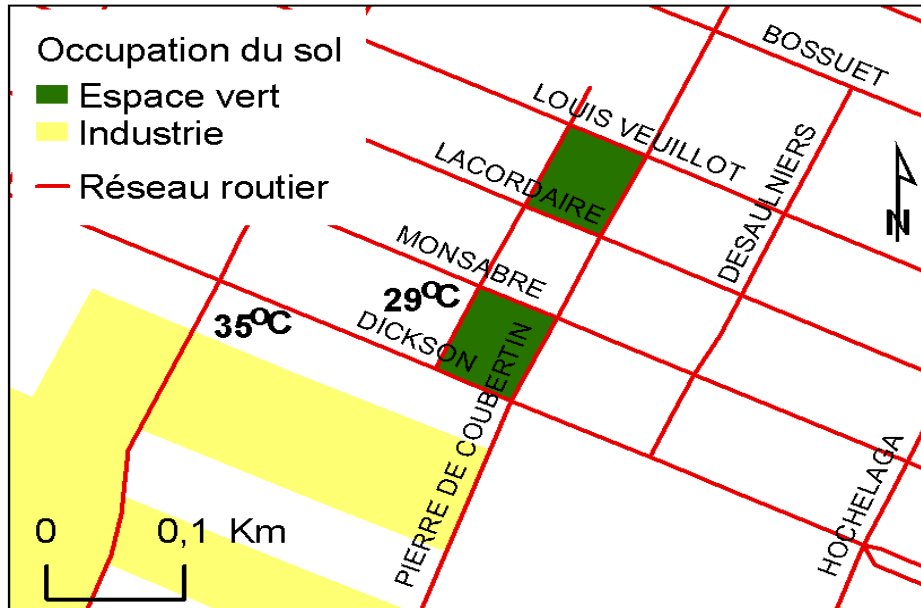 Occupation du sol
Espace vert
Industrie
Réseau routier
BOSSUET
LOUIS VEUILLOT
LACORDAIRE
DESAULNIERS
N
MONSABRE
29°C
35°C
DICKSON
PIERRE DE COUBERTIN
HOCHELAGA
0 0,1 Km